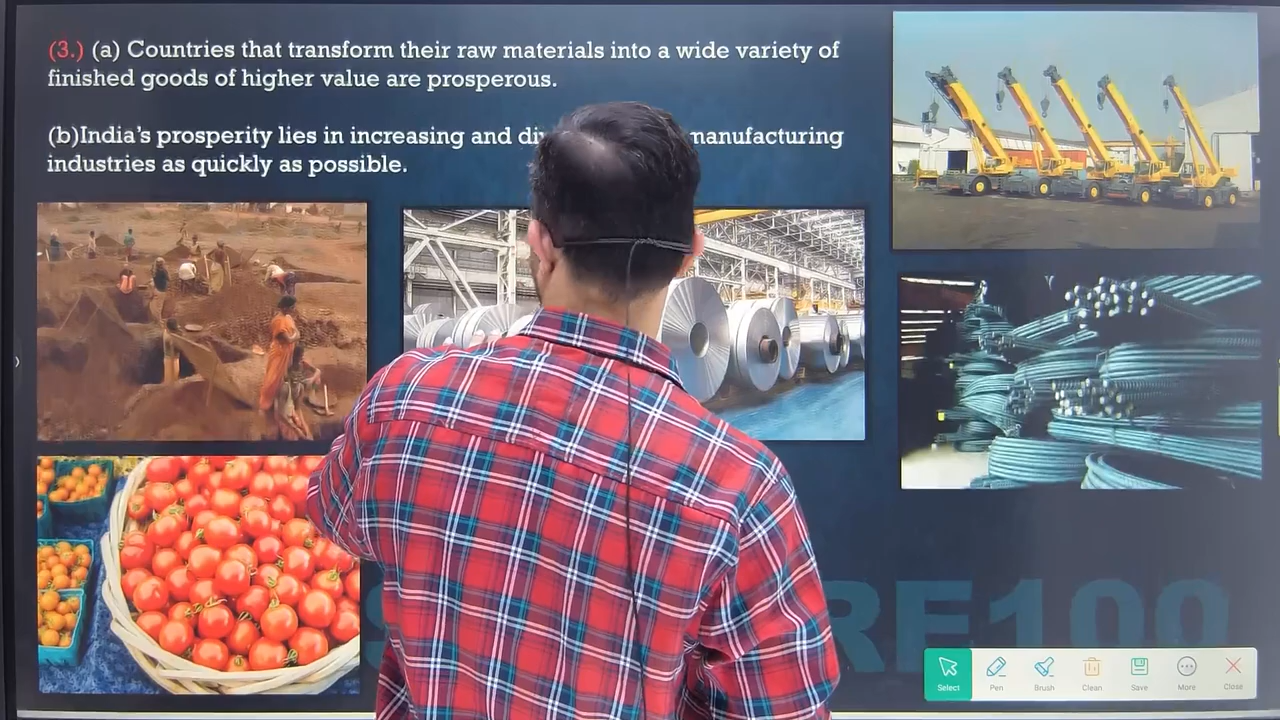 (3.) (a) Countries that transform their raw materials into a wide variety of
finished goods of higher value are prosperous.
(b)India's prosperity lies in increasing and manufacturing
industries as quickly as possible.
RE100
Select
Pen
Brush
Clean
Save
More
Close